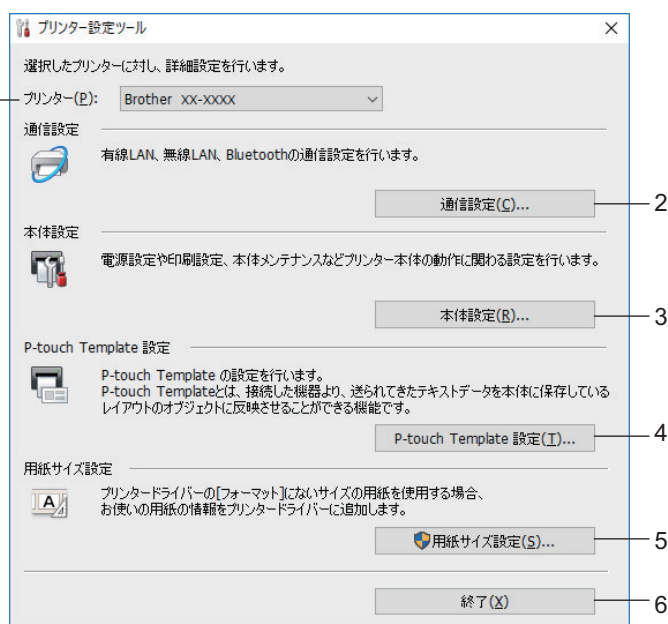 プリンター設定ツール
選択したプリンターに対し、詳細設定を行います。
プリンター(P): Brother XX-XXXX
通信設定
有線LAN、無線LAN、Bluetoothの通信設定を行います。
通信設定(C)... 2
本体設定
電源設定や印刷設定、本体メンテナンスなどプリンター本体の動作に関わる設定を行います。
本体設定(R)... 3
P-touch Template 設定
P-touch Template の設定を行います。
P-touch Templateとは、接続した機器より、送られてきたテキストデータを本体に保存している
レイアウトのオブジェクトに反映させることができる機能です。
P-touch Template 設定(T)... 4
用紙サイズ設定
プリンタードライバーの[フォーマット]にないサイズの用紙を使用する場合、
お使いの用紙の情報をプリンタードライバーに追加します。
用紙サイズ設定(S)... 5
終了(X) 6